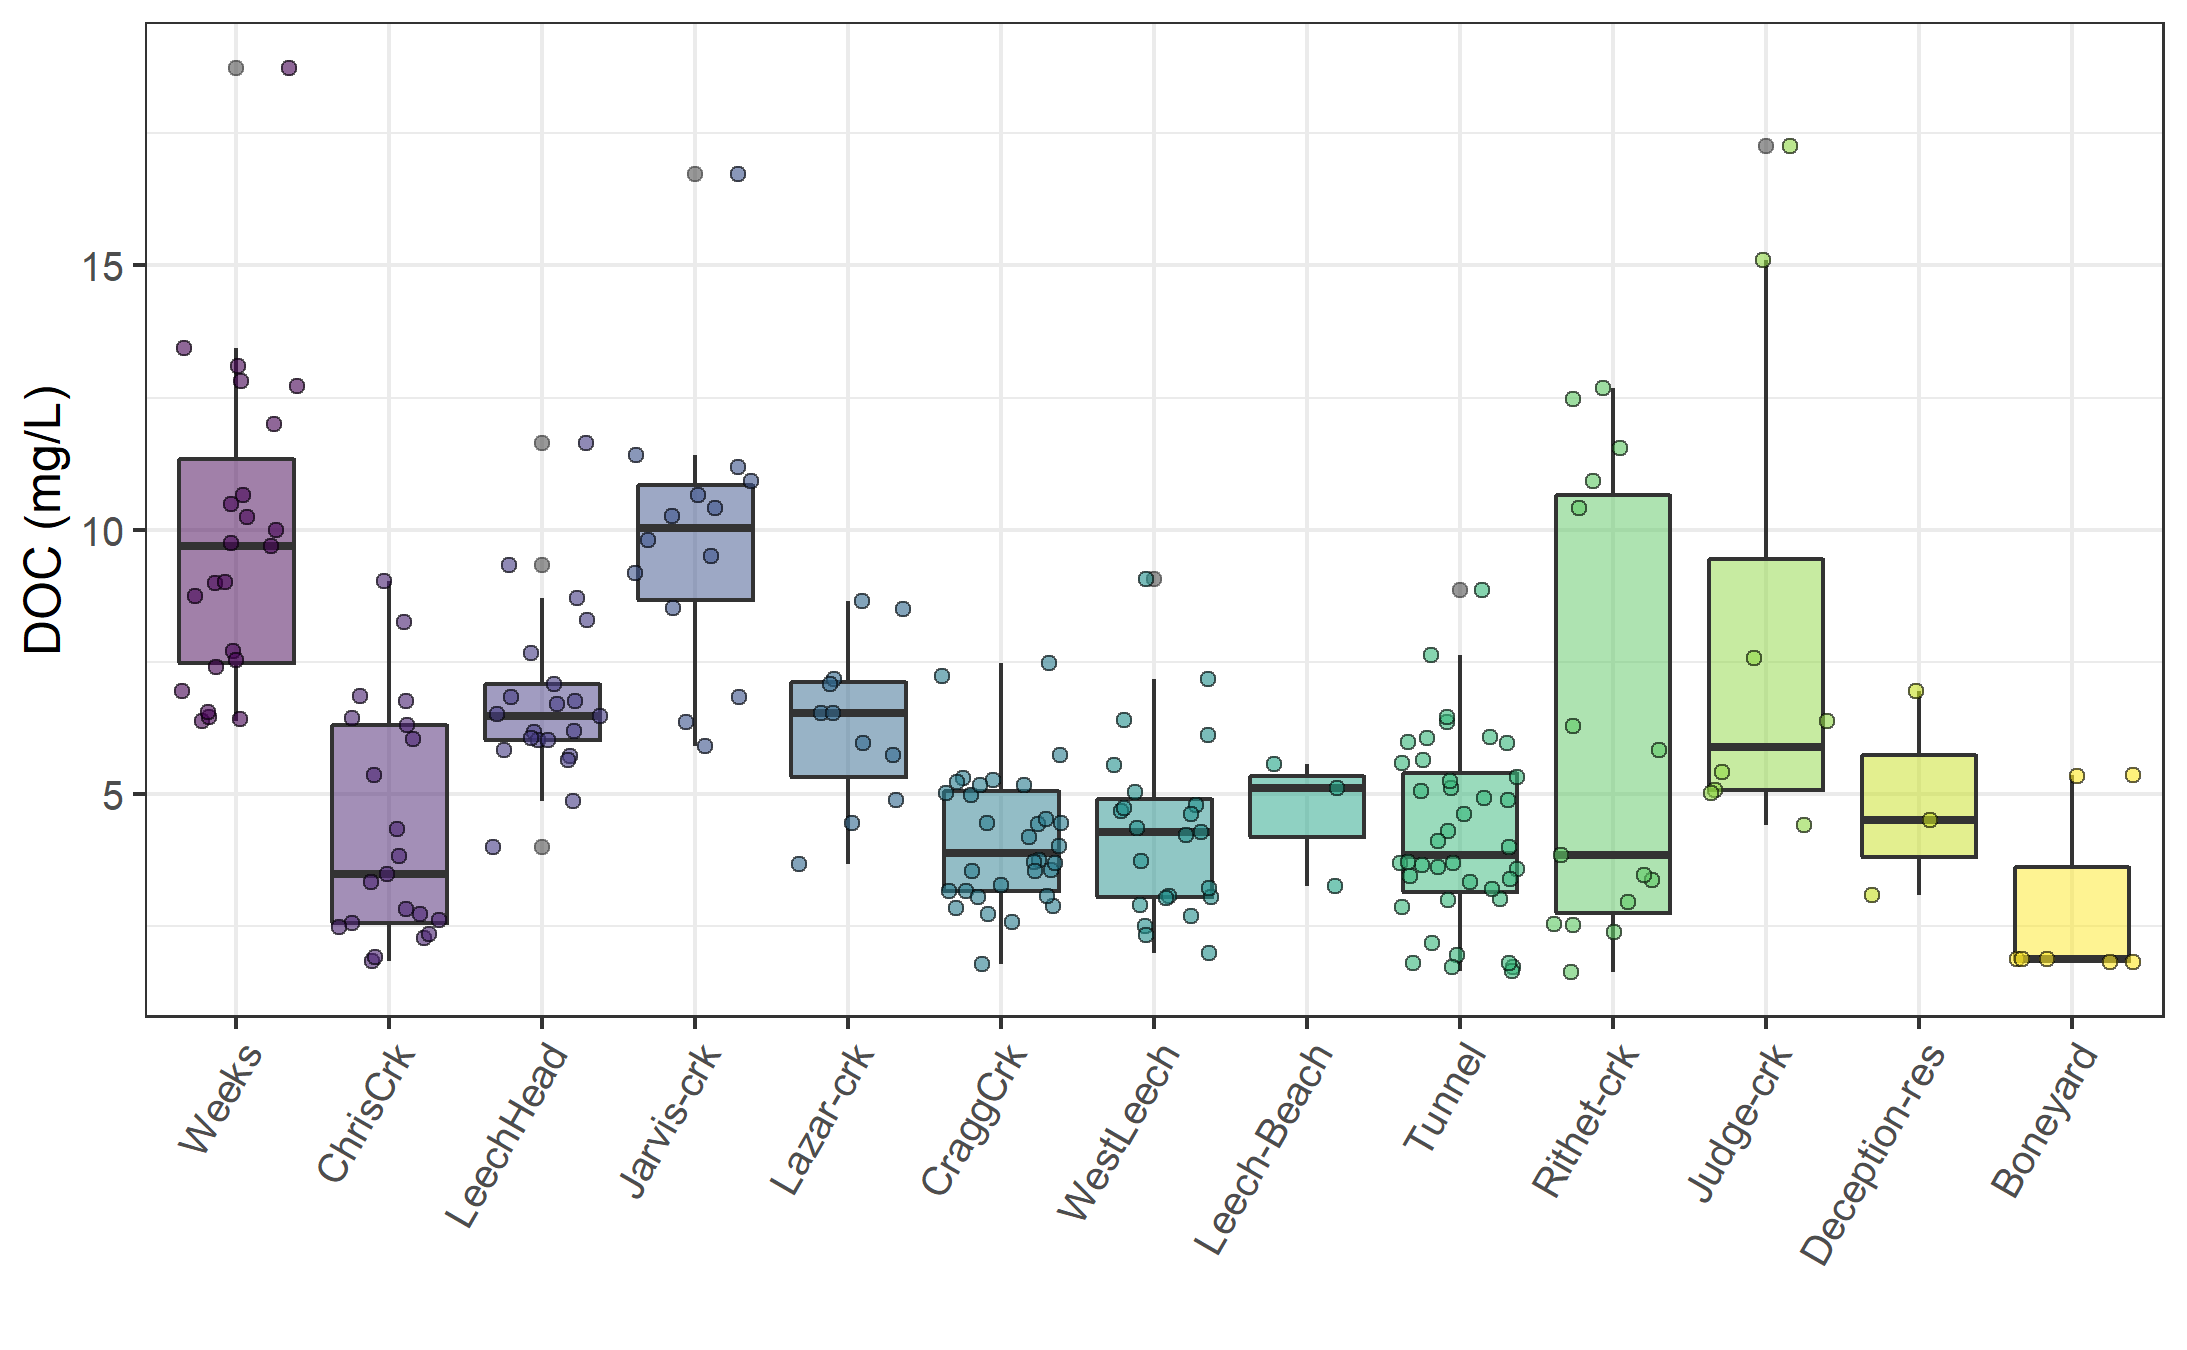 DOC (mg/L)
15
10
5
Weeks
ChrisCrk
LeechHead
Jarvis-crk
Lazar-crk
CraggCrk
WestLeech
Leech-Beach
Tunnel
Rithet-crk
Judge-crk
Deception-res
Boneyard